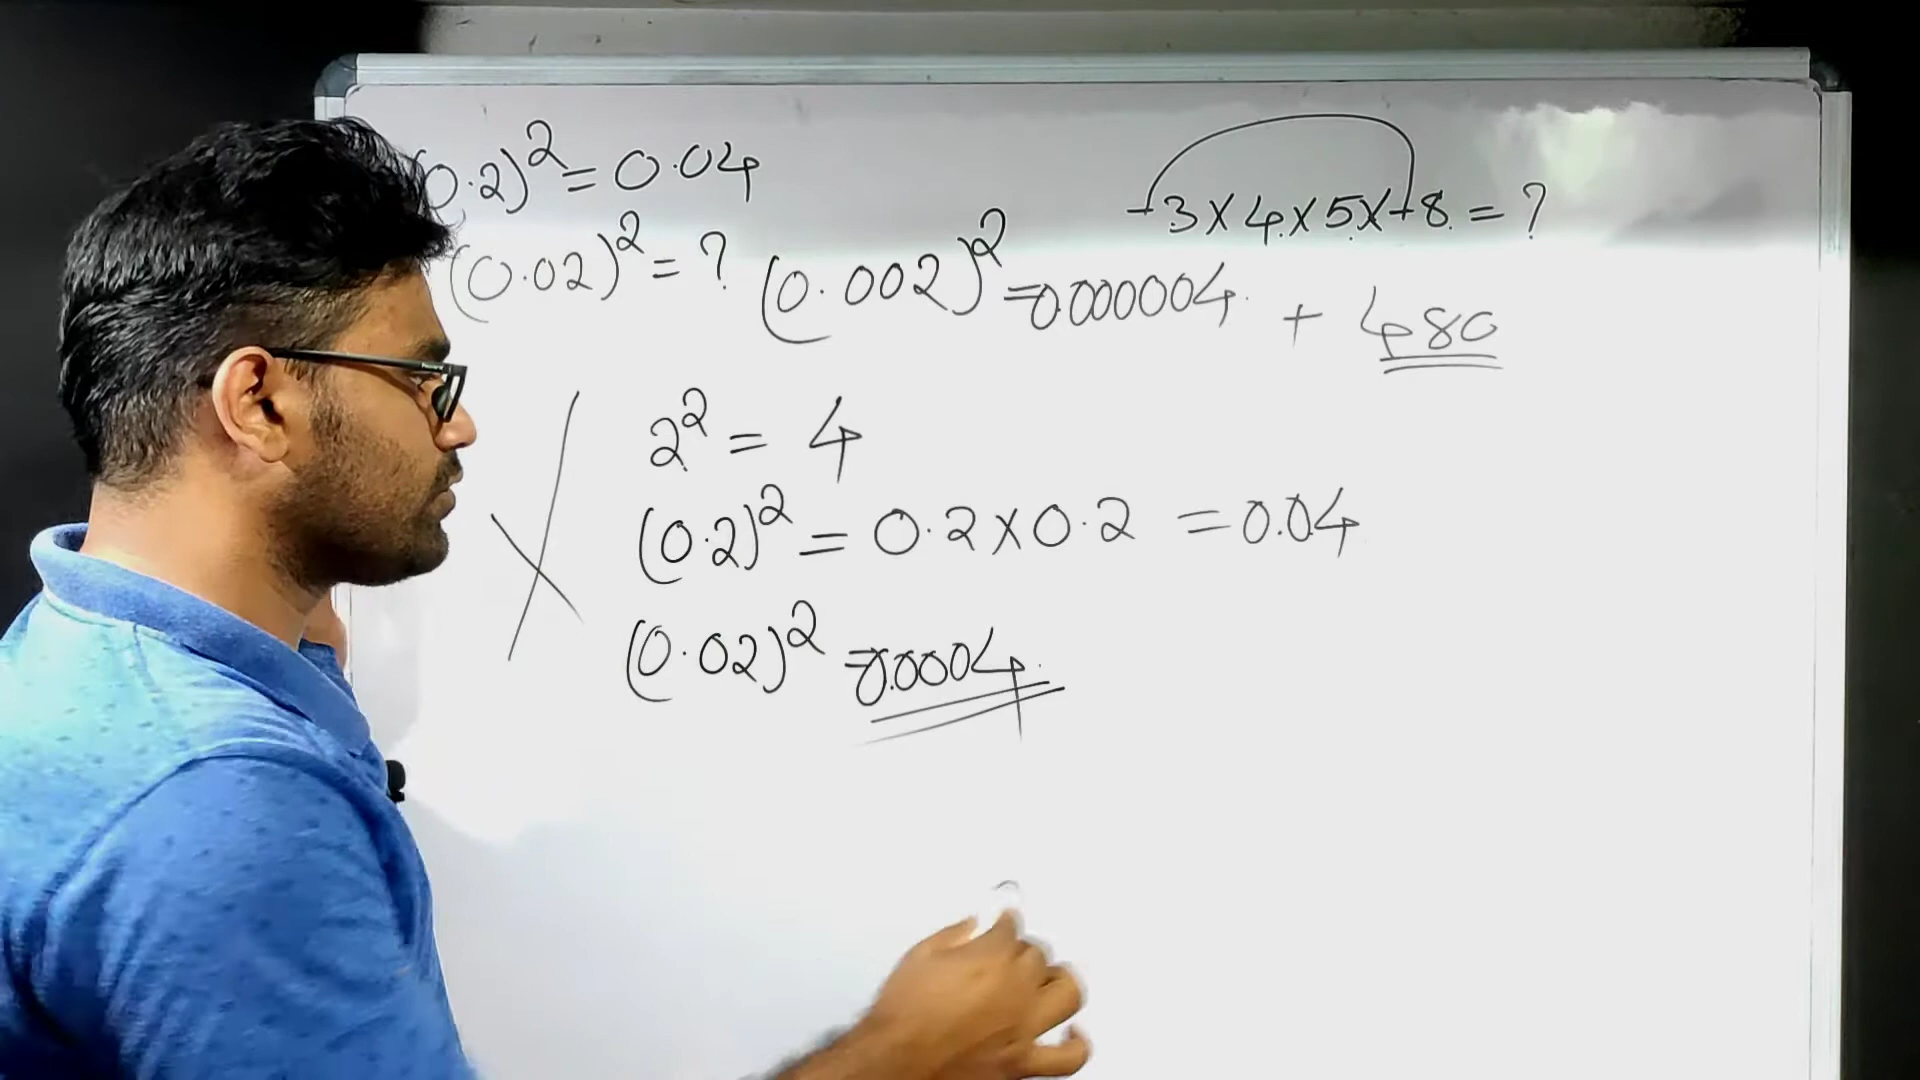 (0.2)² = 0.04
(0.02)² = ? (0.002)² = 0.000004
-3 × 4 × 5 × -8 = ?
+ 480
2² = 4
(0.2)² = 0.2 × 0.2 = 0.04
(0.02)² = 0.0004